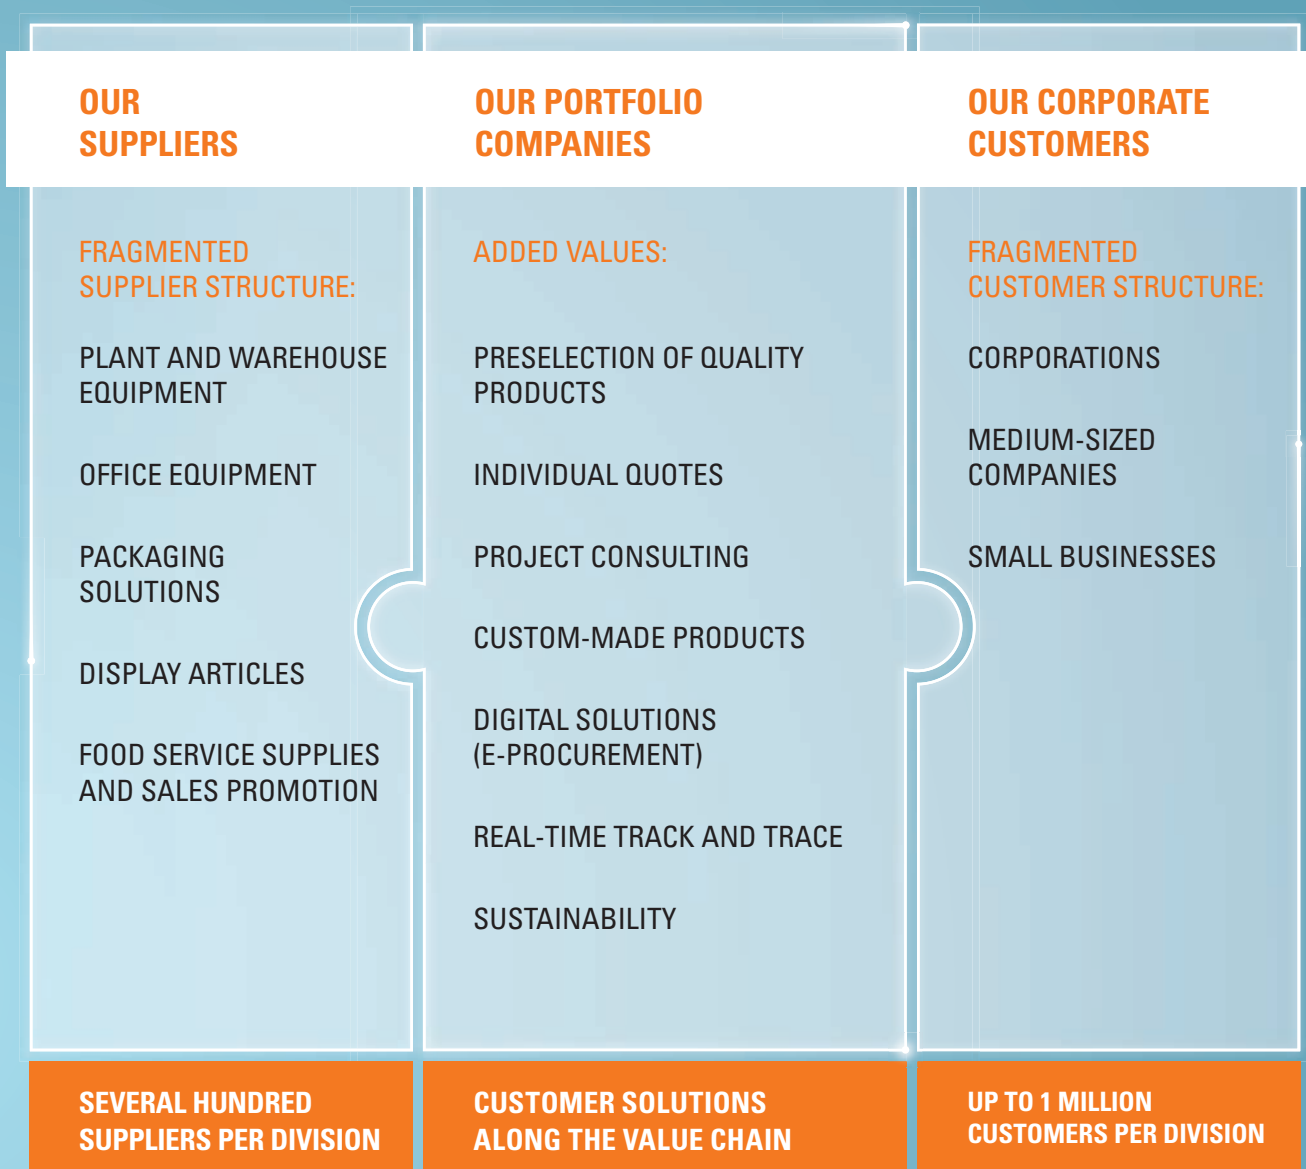 OUR
SUPPLIERS
FRAGMENTED
SUPPLIER STRUCTURE:
PLANT AND WAREHOUSE
EQUIPMENT
OFFICE EQUIPMENT
PACKAGING
SOLUTIONS
DISPLAY ARTICLES
FOOD SERVICE SUPPLIES
AND SALES PROMOTION
SEVERAL HUNDRED
SUPPLIERS PER DIVISION
OUR PORTFOLIO
COMPANIES
ADDED VALUES:
PRESELECTION OF QUALITY
PRODUCTS
INDIVIDUAL QUOTES
PROJECT CONSULTING
CUSTOM-MADE PRODUCTS
DIGITAL SOLUTIONS
(E-PROCUREMENT)
REAL-TIME TRACK AND TRACE
SUSTAINABILITY
CUSTOMER SOLUTIONS
ALONG THE VALUE CHAIN
OUR CORPORATE
CUSTOMERS
FRAGMENTED
CUSTOMER STRUCTURE:
CORPORATIONS
MEDIUM-SIZED
COMPANIES
SMALL BUSINESSES
UP TO 1 MILLION
CUSTOMERS PER DIVISION